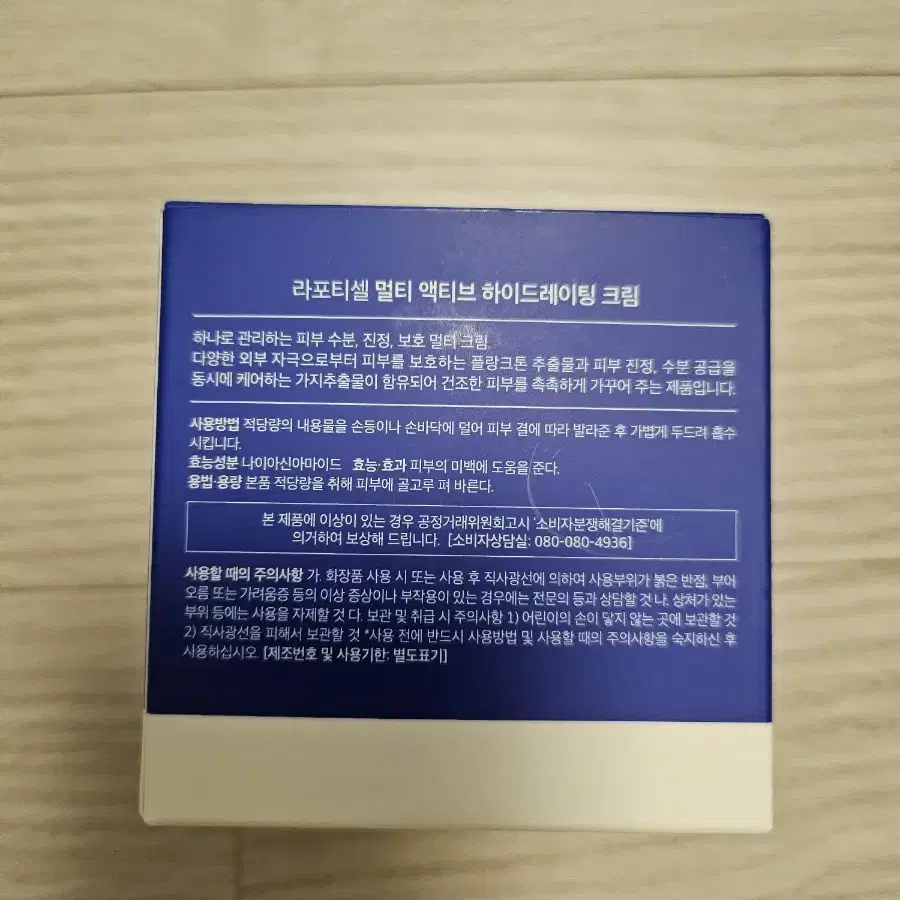 라포티셀 멀티 액티브 하이드레이팅 크림
하나로 관리하는 피부 수분, 진정, 보호 멀티 크림.
다양한 외부 자극으로부터 피부를 보호하는 플랑크톤 추출물과 피부 진정, 수분 공급을
동시에 케어하는 가지추출물이 함유되어 건조한 피부를 촉촉하게 가꾸어 주는 제품입니다.
사용방법 적당량의 내용물을 손등이나 손바닥에 덜어 피부 결에 따라 발라준 후 가볍게 두드려 흡수
시킵니다.
효능성분 나이아신아마이드 효능·효과 피부의 미백에 도움을 준다.
용법·용량 본품 적당량을 취해 피부에 골고루 펴 바른다.
본 제품에 이상이 있는 경우 공정거래위원회고시 '소비자분쟁해결기준'에
의거하여 보상해 드립니다. [소비자상담실: 080-080-4936]
사용할 때의 주의사항 가. 화장품 사용 시 또는 사용 후 직사광선에 의하여 사용부위가 붉은 반점, 부어
오름 또는 가려움증 등의 이상 증상이나 부작용이 있는 경우에는 전문의 등과 상담할 것 나. 상처가 있는
부위 등에는 사용을 자제할 것 다. 보관 및 취급 시 주의사항 1) 어린이의 손이 닿지 않는 곳에 보관할 것
2) 직사광선을 피해서 보관할 것 *사용 전에 반드시 사용방법 및 사용할 때의 주의사항을 숙지하신 후
사용하십시오. [제조번호 및 사용기한: 별도표기]